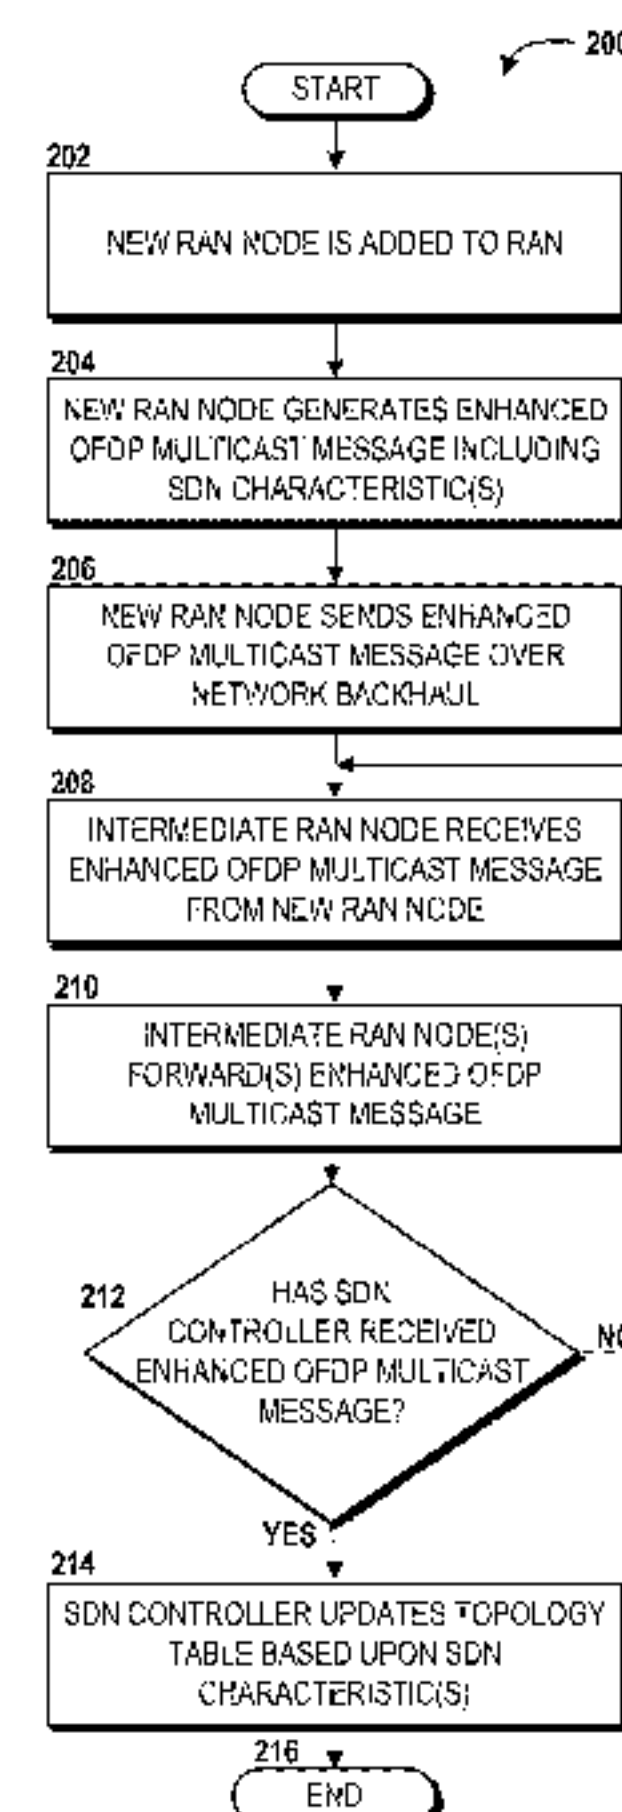 200
START
202
NEW RAN NODE IS ADDED TO RAN
204
NEW RAN NODE GENERATES ENHANCED
OFDP MULTICAST MESSAGE INCLUDING
SDN CHARACTERISTIC(S)
206
NEW RAN NODE SENDS ENHANCED
OFDP MULTICAST MESSAGE OVER
NETWORK BACKHAUL
208
INTERMEDIATE RAN NODE RECEIVES
ENHANCED OFDP MULTICAST MESSAGE
FROM NEW RAN NODE
210
INTERMEDIATE RAN NODE(S)
FORWARD(S) ENHANCED OFDP
MULTICAST MESSAGE
212
HAS SDN
CONTROLLER RECEIVED
ENHANCED OFDP MULTICAST
MESSAGE?
NO
YES
214
SDN CONTROLLER UPDATES TOPOLOGY
TABLE BASED UPON SDN
CHARACTERISTIC(S)
216
END